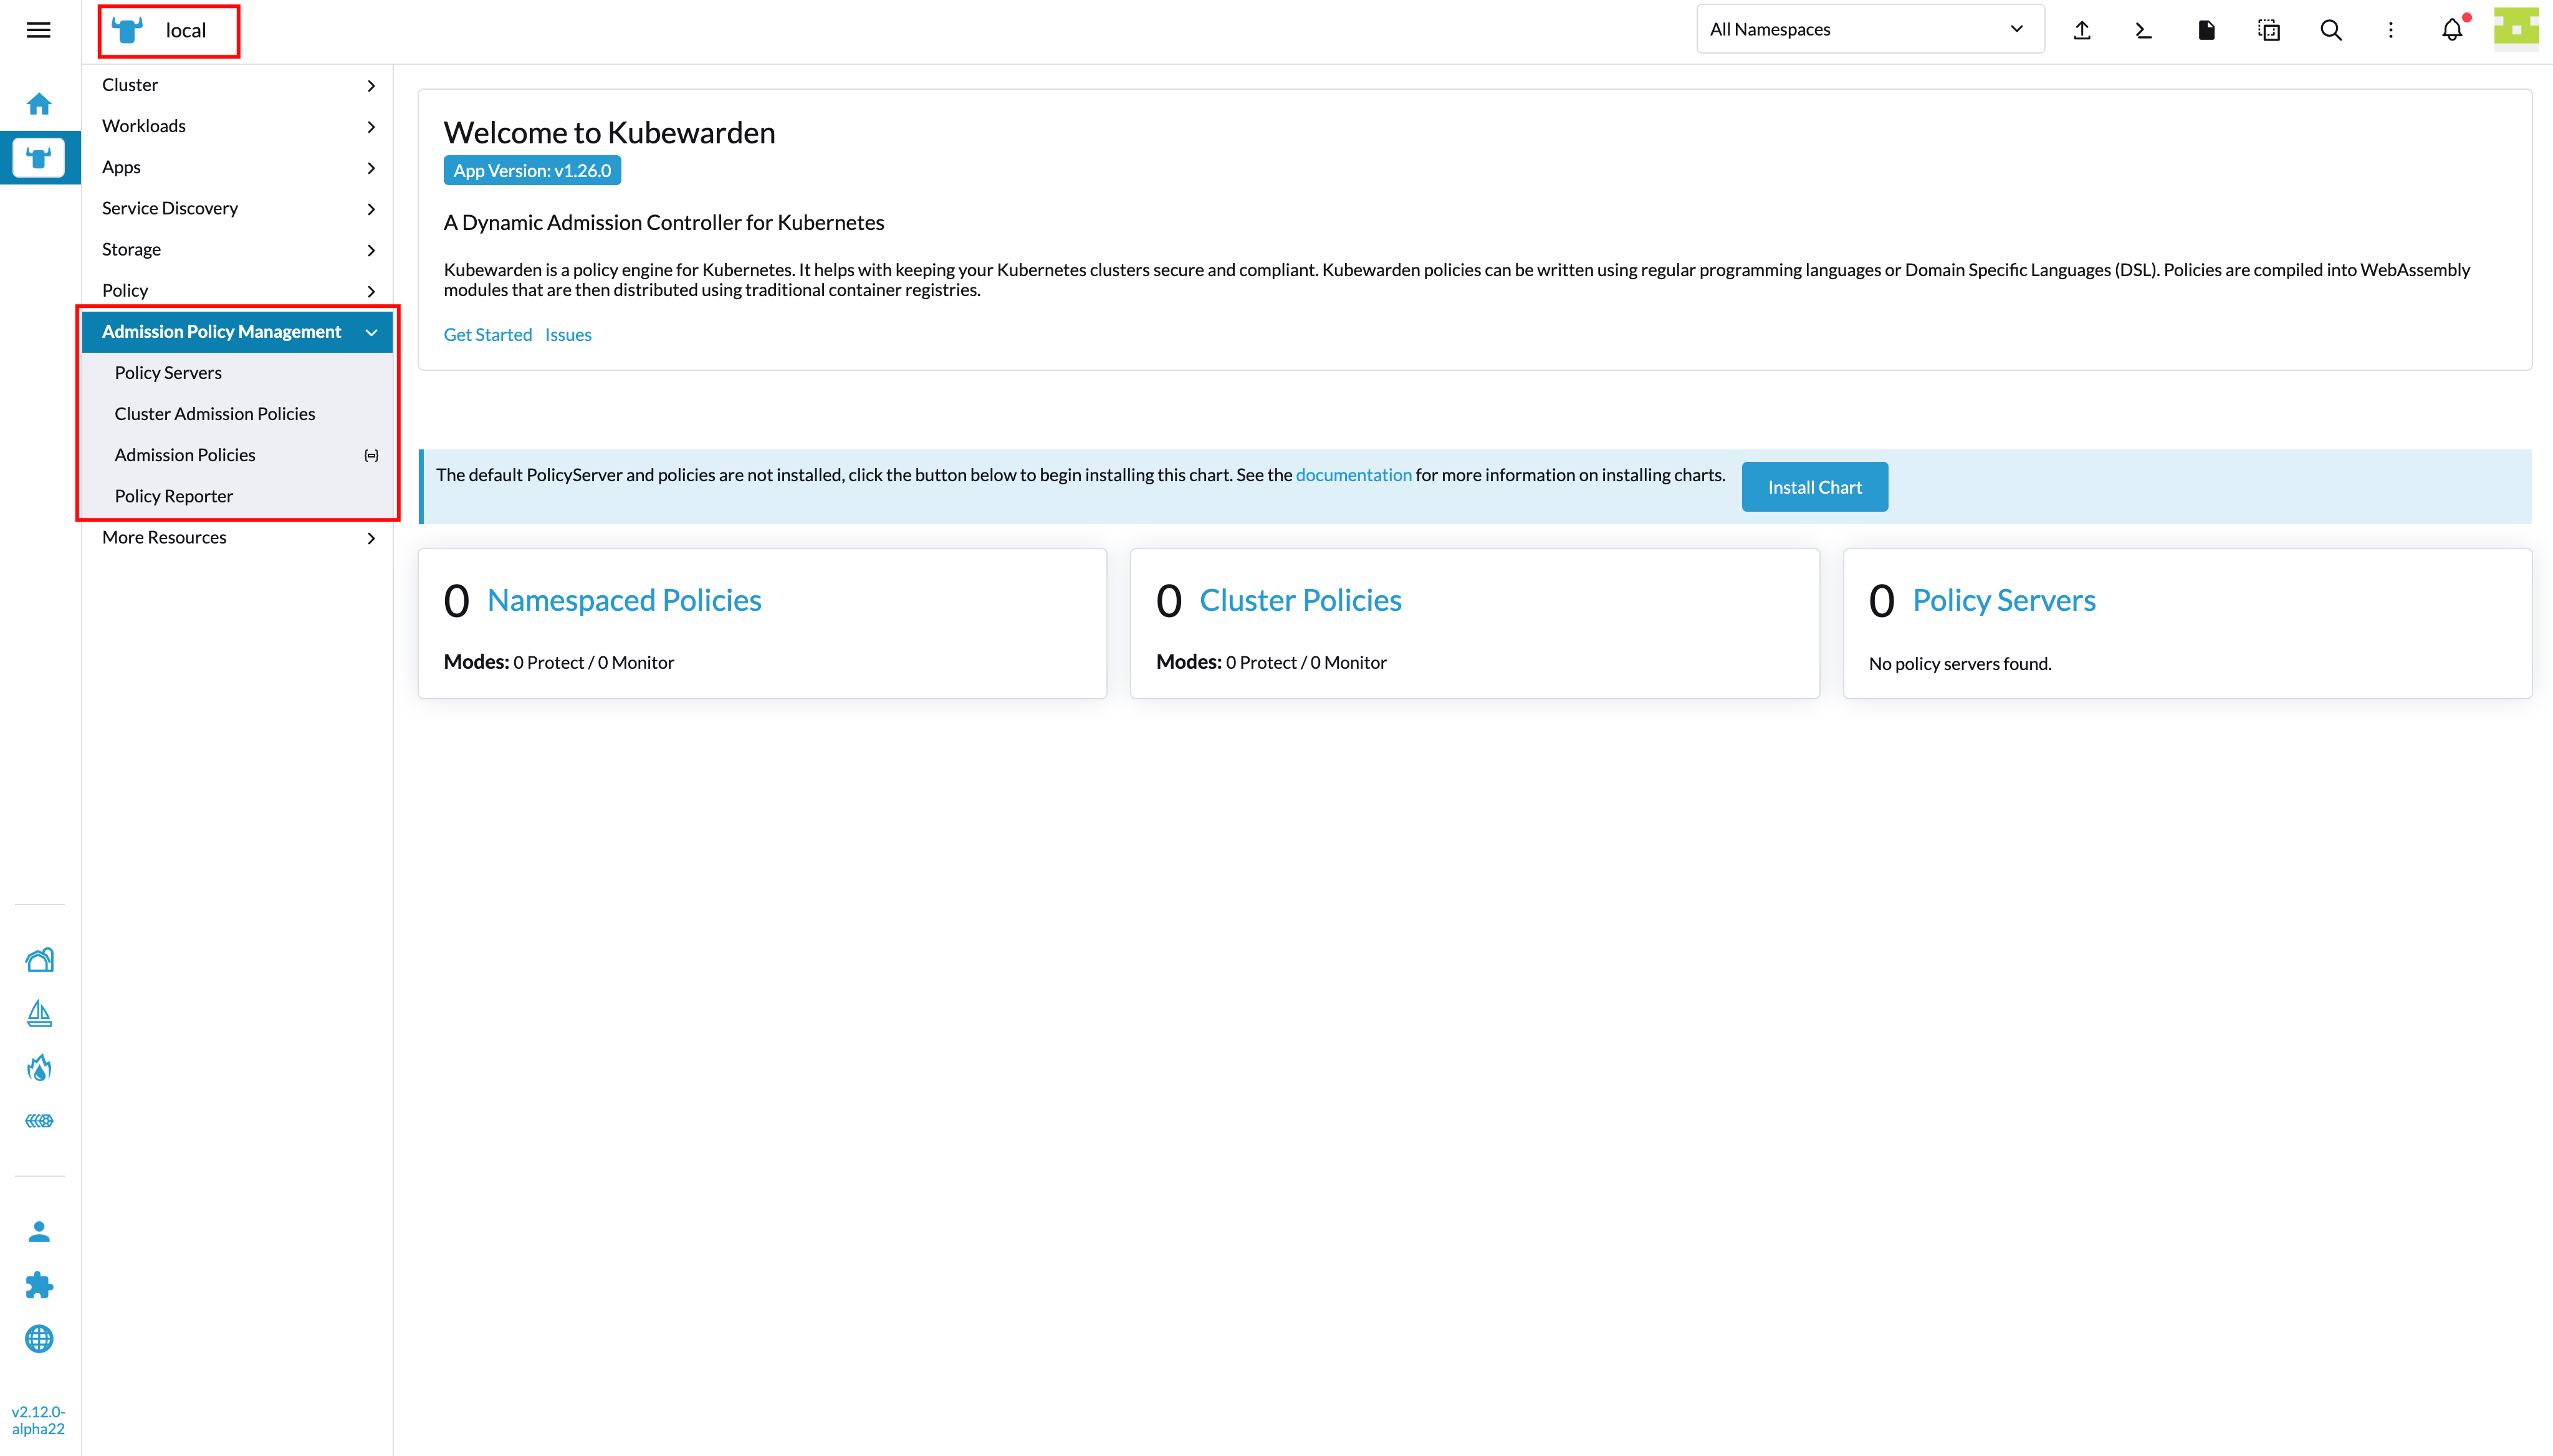 local
All Namespaces
Cluster
Workloads
Apps
Service Discovery
Storage
Policy
Admission Policy Management
Policy Servers
Cluster Admission Policies
Admission Policies
Policy Reporter
More Resources
v2.12.0-
alpha22
Welcome to Kubewarden
App Version: v1.26.0
A Dynamic Admission Controller for Kubernetes
Kubewarden is a policy engine for Kubernetes. It helps with keeping your Kubernetes clusters secure and compliant. Kubewarden policies can be written using regular programming languages or Domain Specific Languages (DSL). Policies are compiled into WebAssembly
modules that are then distributed using traditional container registries.
Get Started Issues
The default PolicyServer and policies are not installed, click the button below to begin installing this chart. See the documentation for more information on installing charts. Install Chart
0 Namespaced Policies
Modes: 0 Protect / 0 Monitor
0 Cluster Policies
Modes: 0 Protect / 0 Monitor
0 Policy Servers
No policy servers found.